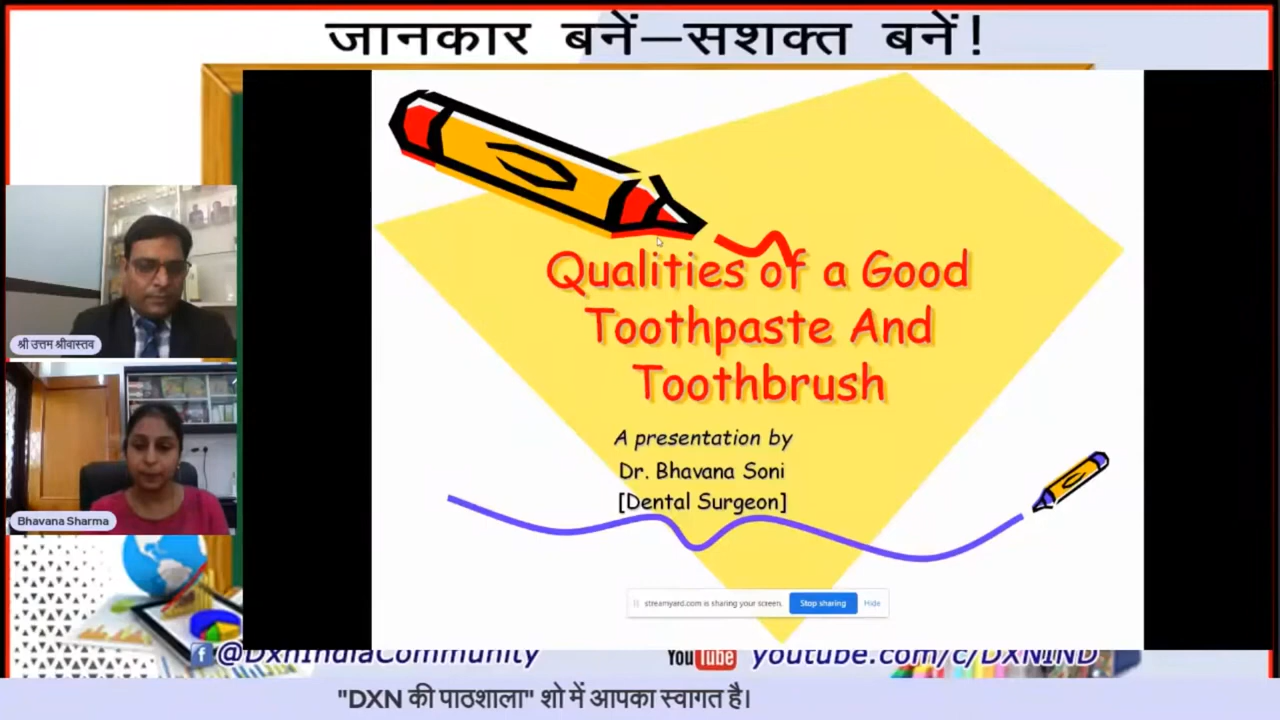 जानकार बनें–सशक्त बनें!
Qualities of a Good
Toothpaste And
Toothbrush
A presentation by
Dr. Bhavana Soni
[Dental Surgeon]
श्री उत्तम श्रीवास्तव
Bhavana Sharma
streamyard.com is sharing your screen. Stop sharing Hide
@DxnIndiaCommunity
YouTube youtube.com/c/DXNIND
"DXN की पाठशाला" शो में आपका स्वागत है।